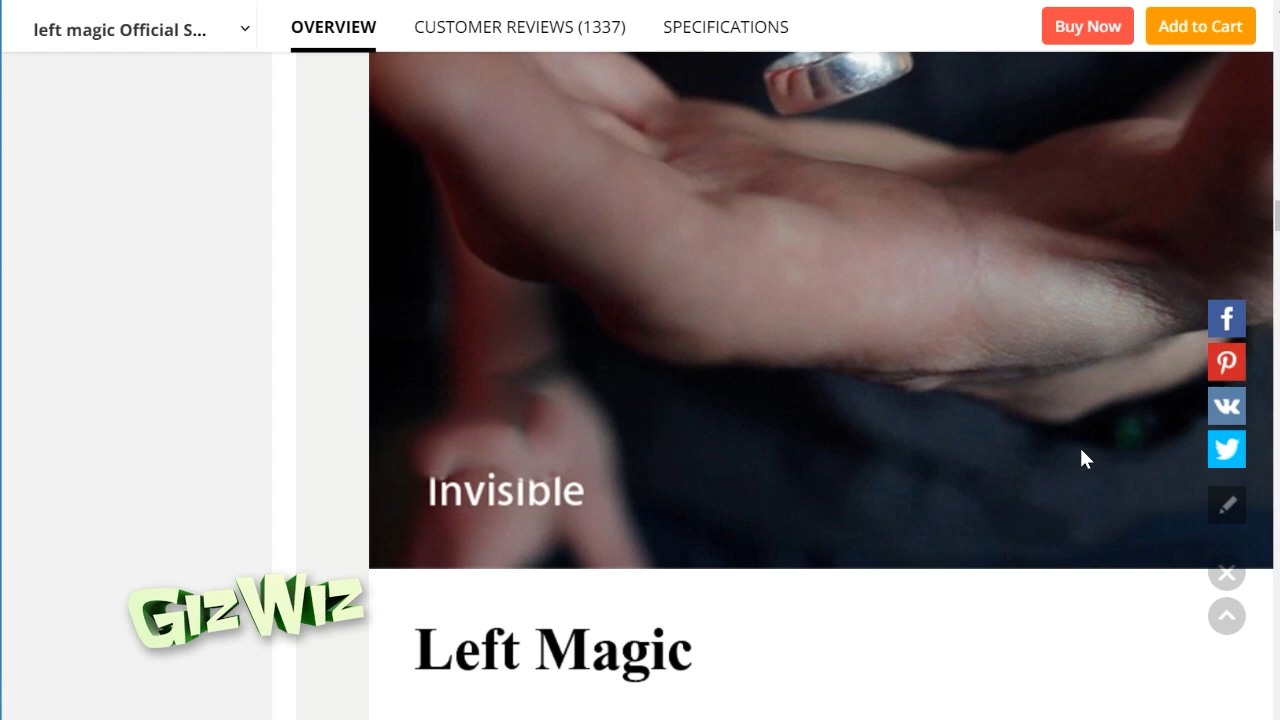 left magic Official S...
OVERVIEW
CUSTOMER REVIEWS (1337)
SPECIFICATIONS
Buy Now
Add to Cart
Invisible
GIZWIZ
Left Magic